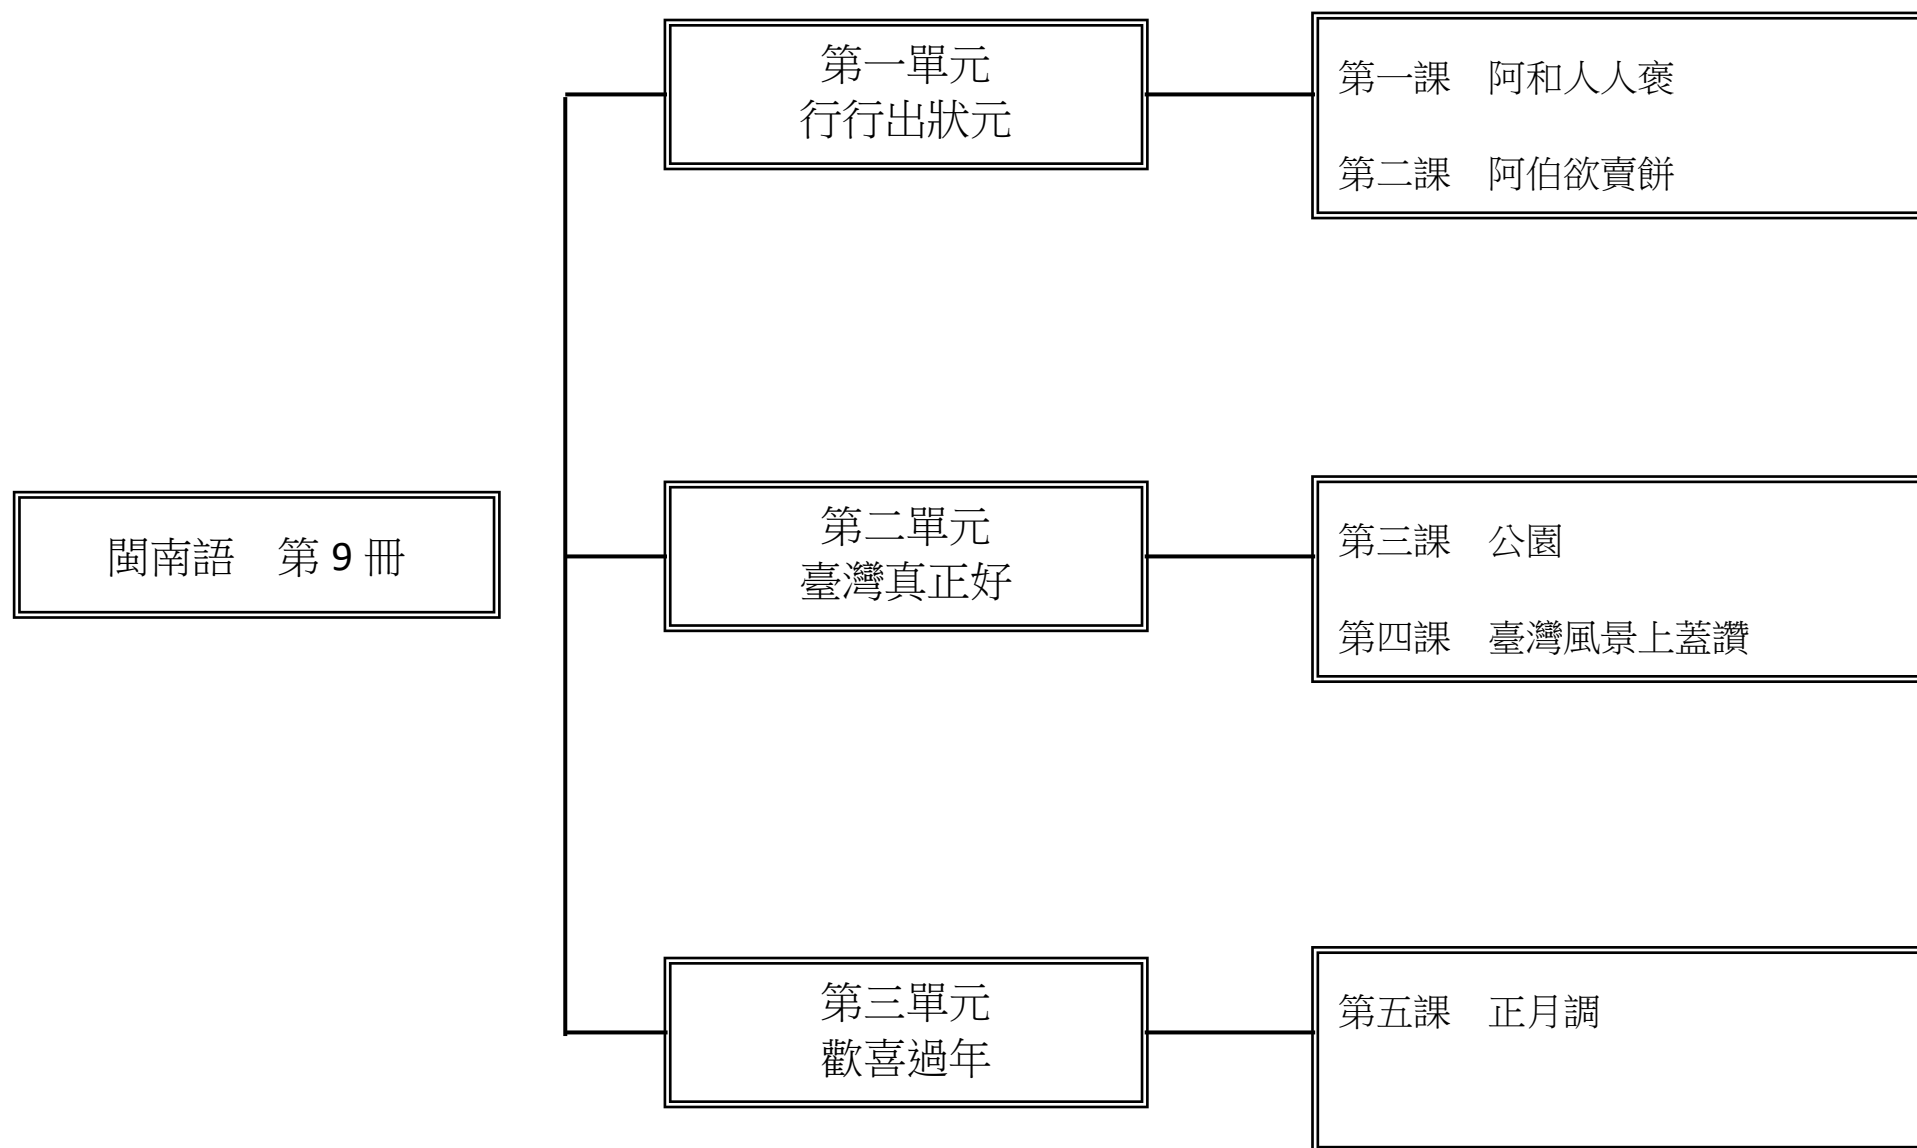 第一單元
行行出狀元
第一課　阿和人人褒
第二課　阿伯欲賣餅
閩南語　第 9 冊
第二單元
臺灣真正好
第三課　公園
第四課　臺灣風景上蓋讚
第三單元
歡喜過年
第五課　正月調